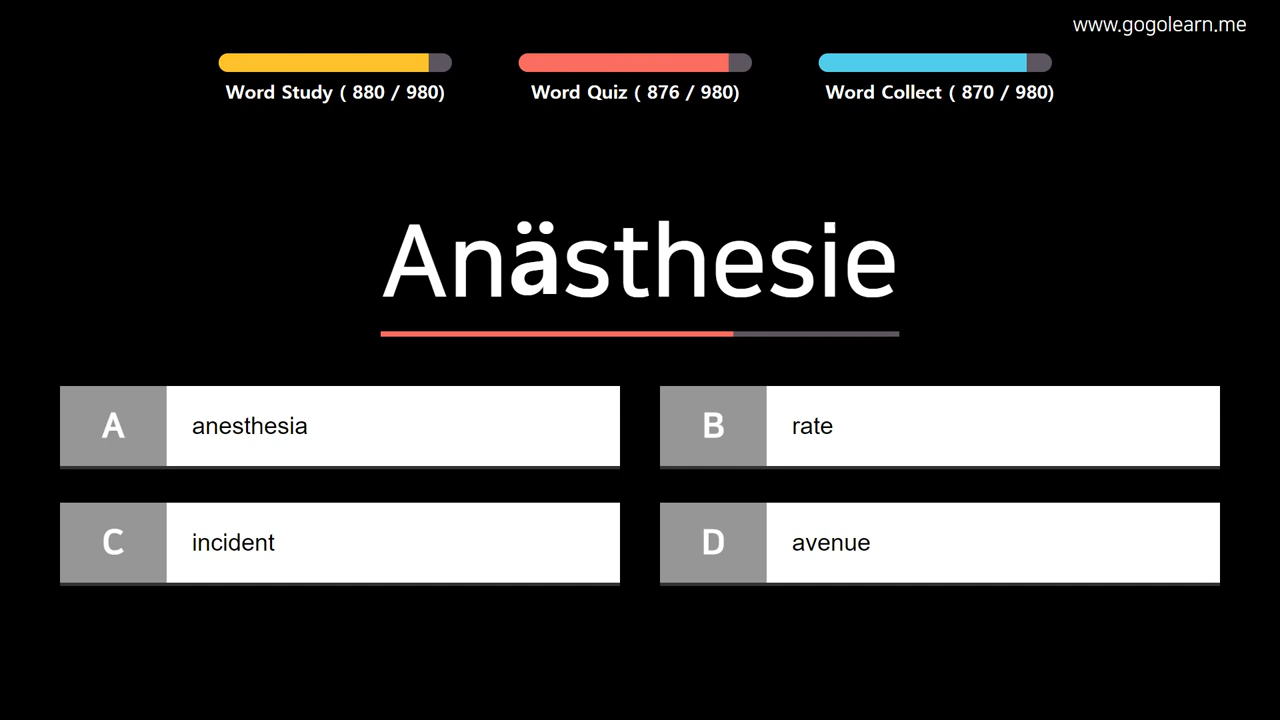 www.gogolearn.me
Word Study ( 880 / 980)
Word Quiz ( 876 / 980)
Word Collect ( 870 / 980)
Anästhesie
A anesthesia
B rate
C incident
D avenue